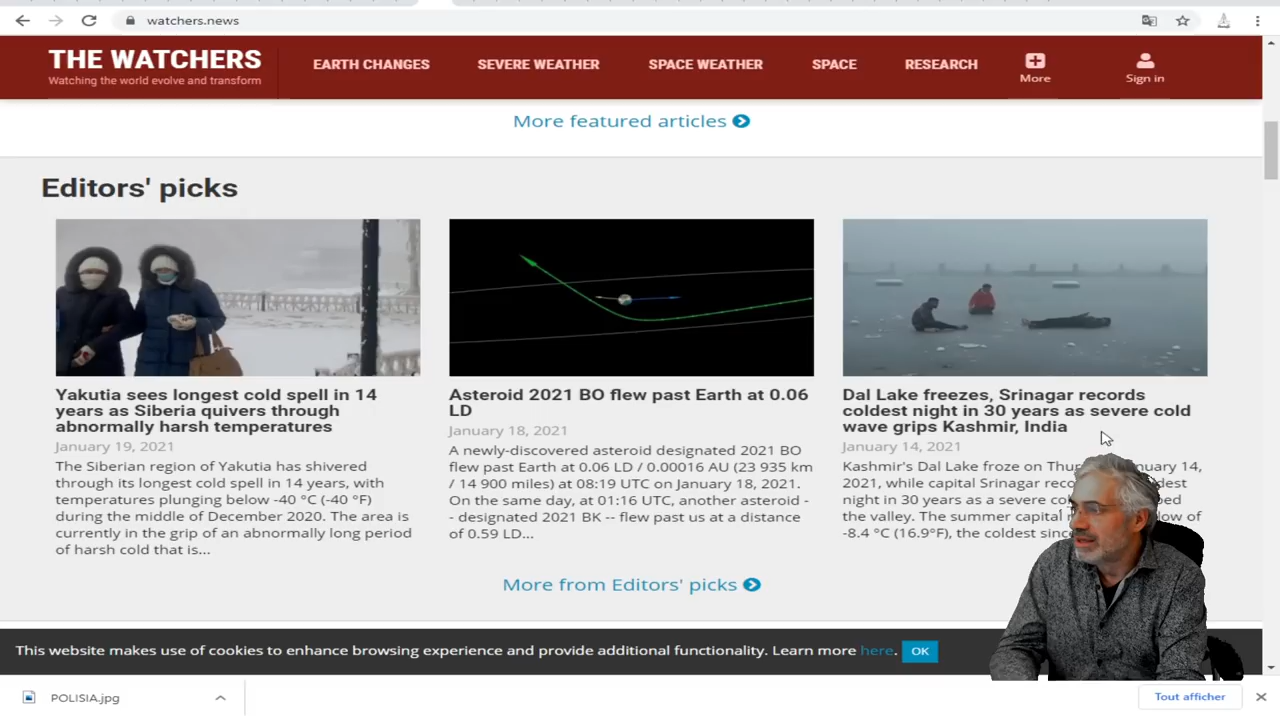 watchers.news
THE WATCHERS
Watching the world evolve and transform
EARTH CHANGES
SEVERE WEATHER
SPACE WEATHER
SPACE
RESEARCH
More
Sign in
More featured articles
Editors' picks
Yakutia sees longest cold spell in 14
years as Siberia quivers through
abnormally harsh temperatures
January 19, 2021
The Siberian region of Yakutia has shivered
through its longest cold spell in 14 years, with
temperatures plunging below -40 °C (-40 °F)
during the middle of December 2020. The area is
currently in the grip of an abnormally long period
of harsh cold that is...
Asteroid 2021 BO flew past Earth at 0.06
LD
January 18, 2021
A newly-discovered asteroid designated 2021 BO
flew past Earth at 0.06 LD / 0.00016 AU (23 935 km
/ 14 900 miles) at 08:19 UTC on January 18, 2021.
On the same day, at 01:16 UTC, another asteroid -
- designated 2021 BK -- flew past us at a distance
of 0.59 LD...
Dal Lake freezes, Srinagar records
coldest night in 30 years as severe cold
wave grips Kashmir, India
January 14, 2021
Kashmir's Dal Lake froze on 14,
2021, while capital Srinagar
night in 30 years as a severe
the valley. The summer capital of
-8.4 °C (16.9°F), the coldest
More from Editors' picks
This website makes use of cookies to enhance browsing experience and provide additional functionality. Learn more here. OK
POLISIA.jpg
Tout afficher